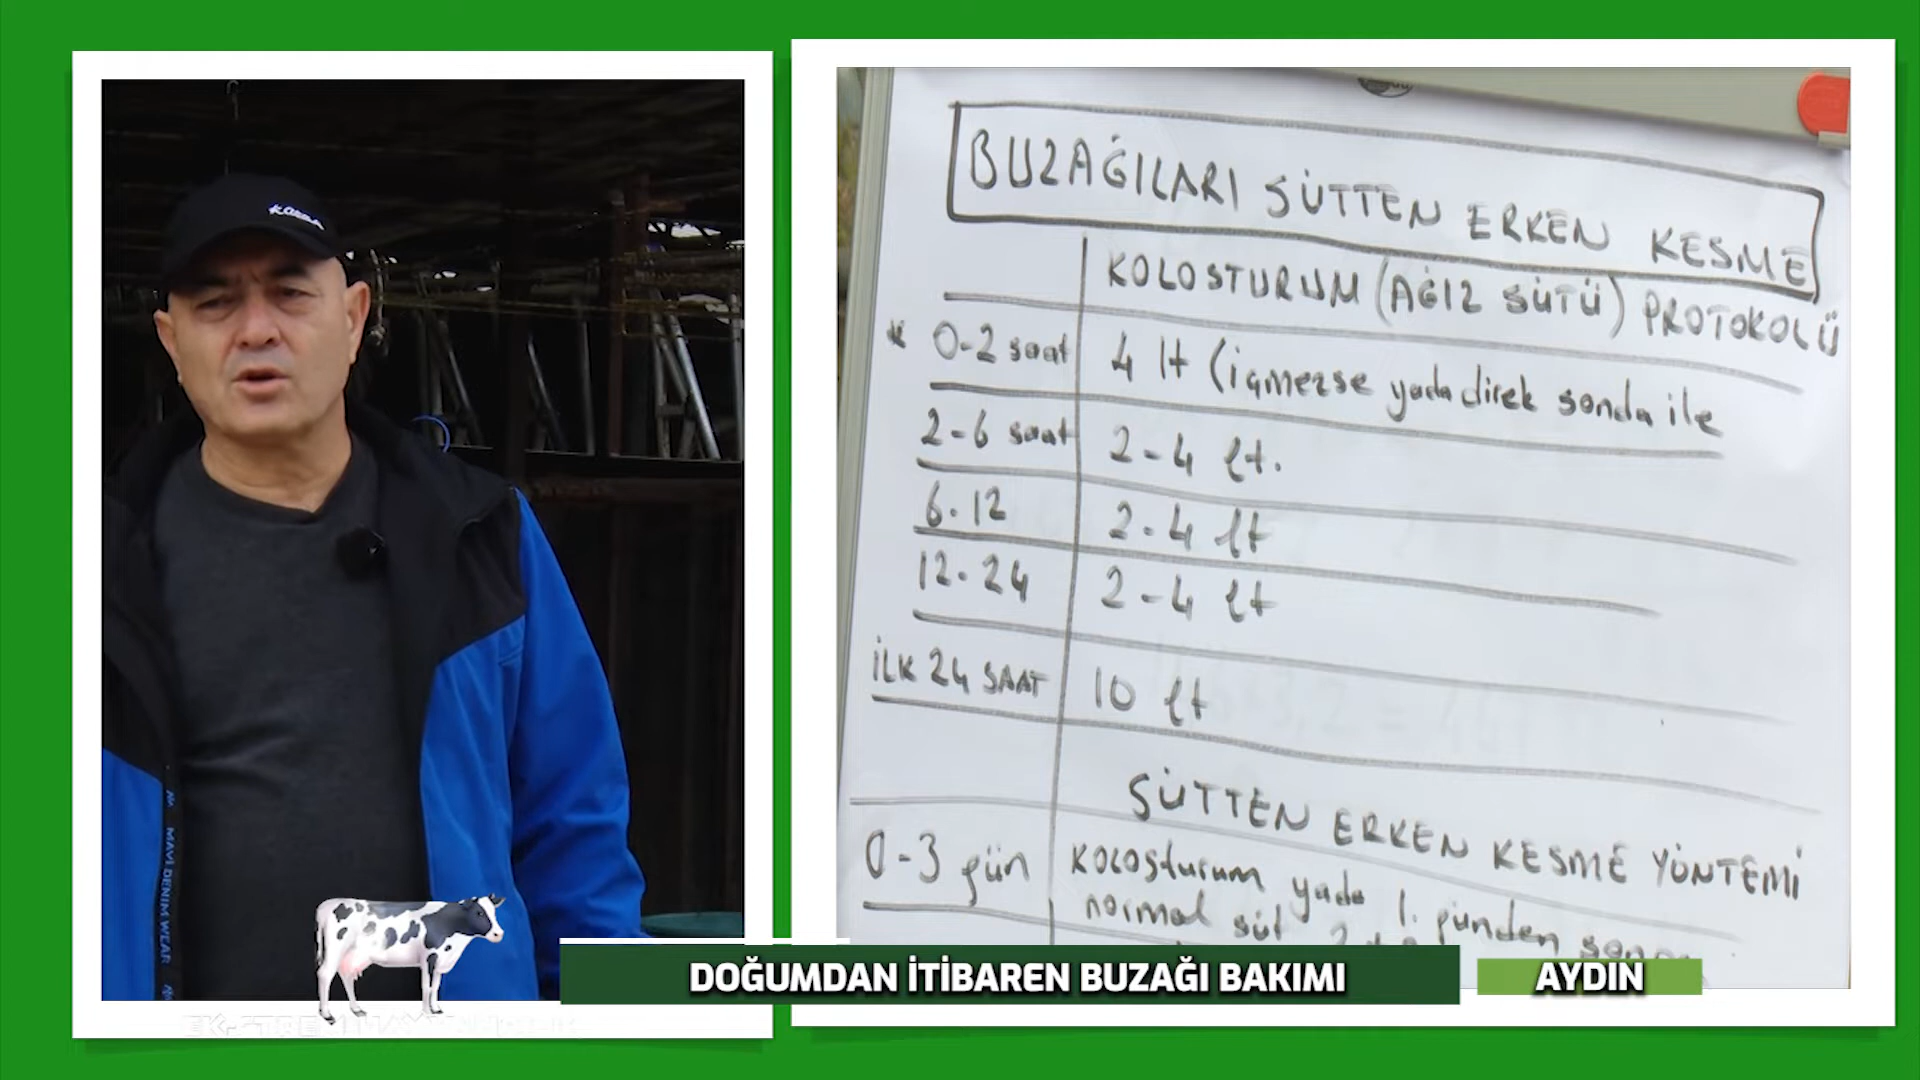 BUZAĞILARI SÜTTEN ERKEN KESME
KOLOSTURUM (AĞIZ SÜTÜ) PROTOKOLÜ
0-2 saat 4 lt (içmezse yada direk sonda ile
2-6 saat 2-4 lt.
6-12 2-4 lt
12-24 2-4 lt
İLK 24 SAAT 10 lt
SÜTTEN ERKEN KESME YÖNTEMİ
0-3 gün KOLOSTURUM yada 1. günden sonra
normal süt
MAVI DENIM WEAR
DOĞUMDAN İTİBAREN BUZAĞI BAKIMI
AYDIN